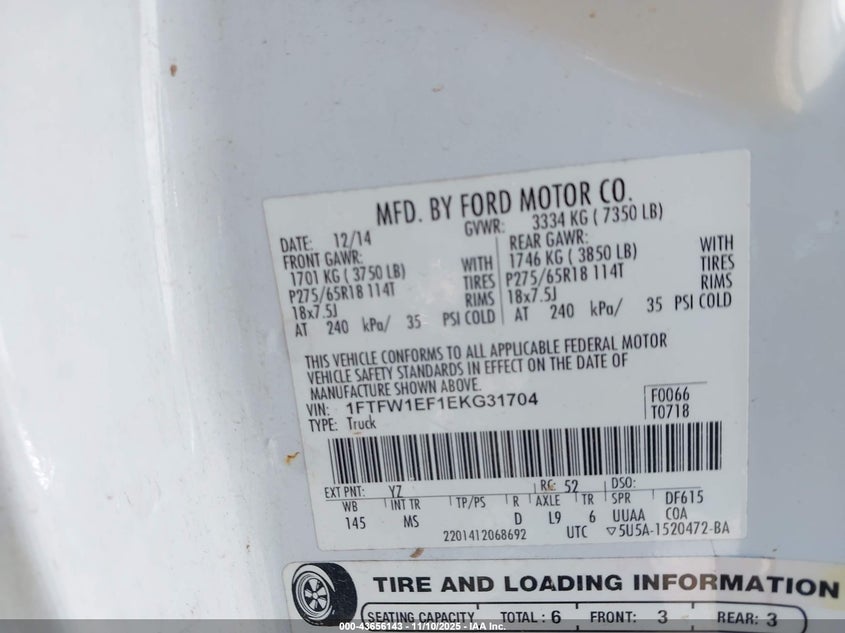 MFD. BY FORD MOTOR CO.
DATE: 12/14 GVWR: 3334 KG ( 7350 LB)
FRONT GAWR: REAR GAWR:
1701 KG ( 3750 LB) WITH 1746 KG ( 3850 LB) WITH
P275/65R18 114T TIRES P275/65R18 114T TIRES
18x7.5J RIMS 18x7.5J RIMS
AT 240 kPa/ 35 PSI COLD AT 240 kPa/ 35 PSI COLD
THIS VEHICLE CONFORMS TO ALL APPLICABLE FEDERAL MOTOR
VEHICLE SAFETY STANDARDS IN EFFECT ON THE DATE OF
MANUFACTURE SHOWN ABOVE.
VIN: 1FTFW1EF1EKG31704 F0066
TYPE: Truck T0718
EXT PNT: YZ RC: 52 DSO:
WB INT TR TP/PS R AXLE TR SPR DF615
145 MS D L9 6 UUAA COA
2201412068692 UTC ▽5U5A-1520472-BA
TIRE AND LOADING INFORMATION
SEATING CAPACITY TOTAL: 6 FRONT: 3 REAR: 3
000-43656143 - 11/10/2025 - IAA Inc.